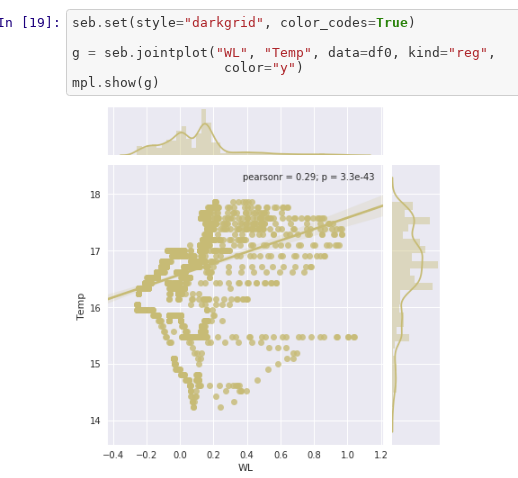 In [19]: seb.set(style="darkgrid", color_codes=True)
g = seb.jointplot("WL", "Temp", data=df0, kind="reg",
color="y")
mpl.show(g)
pearsonr = 0.29; p = 3.3e-43
18
17
16
15
14
Temp
−0.4 −0.2 0.0 0.2 0.4 0.6 0.8 1.0 1.2
WL